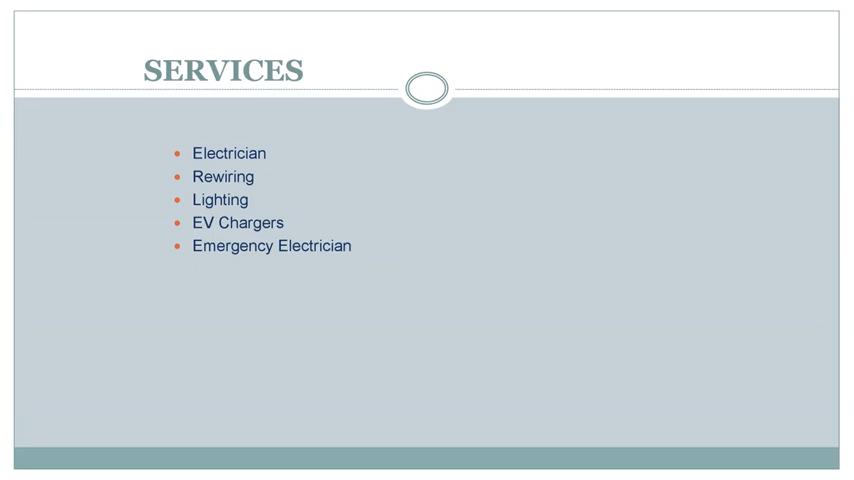 SERVICES
Electrician
Rewiring
Lighting
EV Chargers
Emergency Electrician